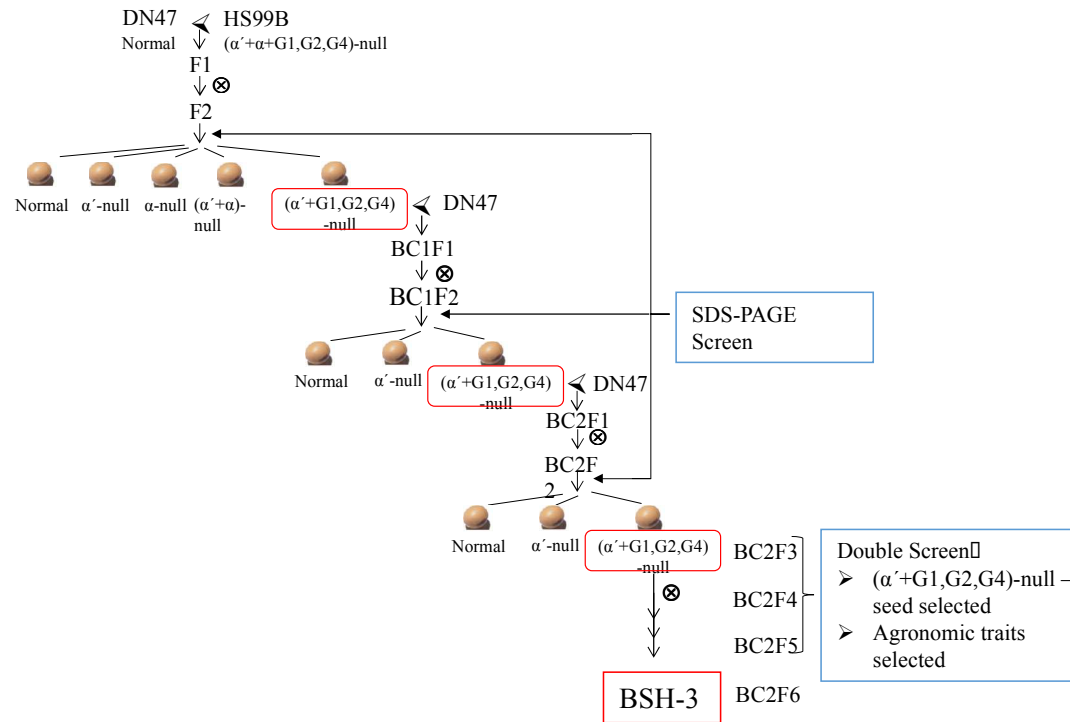 DN47 HS99B
Normal (α´+α+G1,G2,G4)-null
F1
⊗
F2
Normal α´-null α-null (α´+α)-
null
(α´+G1,G2,G4)
-null
DN47
BC1F1
⊗
BC1F2
SDS-PAGE
Screen
Normal α´-null (α´+G1,G2,G4)
-null
DN47
BC2F1
⊗
BC2F
2
Normal α´-null (α´+G1,G2,G4)
-null
⊗
BC2F3
BC2F4
BC2F5
Double Screen▯
➢ (α´+G1,G2,G4)-null –
seed selected
➢ Agronomic traits
selected
BSH-3 BC2F6